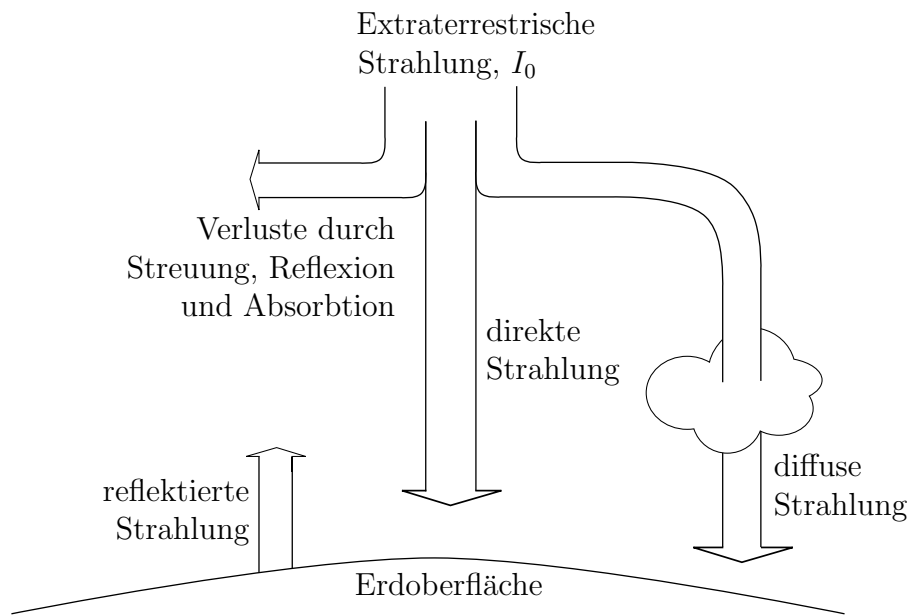 Extraterrestrische
Strahlung, I₀
Verluste durch
Streuung, Reflexion
und Absorbtion
direkte
Strahlung
reflektierte
Strahlung
diffuse
Strahlung
Erdoberfläche